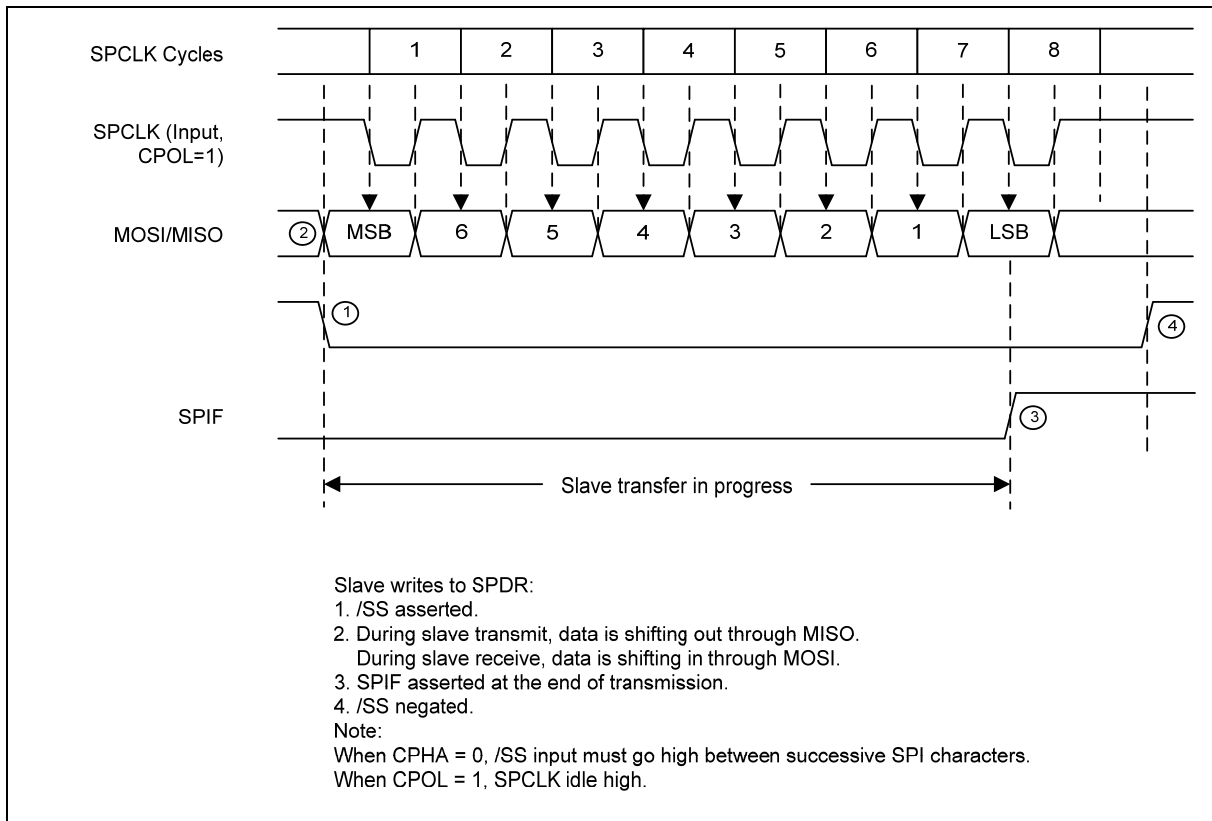 SPCLK Cycles
1 2 3 4 5 6 7 8
SPCLK (Input,
CPOL=1)
MOSI/MISO
2 MSB 6 5 4 3 2 1 LSB
1
4
SPIF
3
Slave transfer in progress
Slave writes to SPDR:
1. /SS asserted.
2. During slave transmit, data is shifting out through MISO.
During slave receive, data is shifting in through MOSI.
3. SPIF asserted at the end of transmission.
4. /SS negated.
Note:
When CPHA = 0, /SS input must go high between successive SPI characters.
When CPOL = 1, SPCLK idle high.